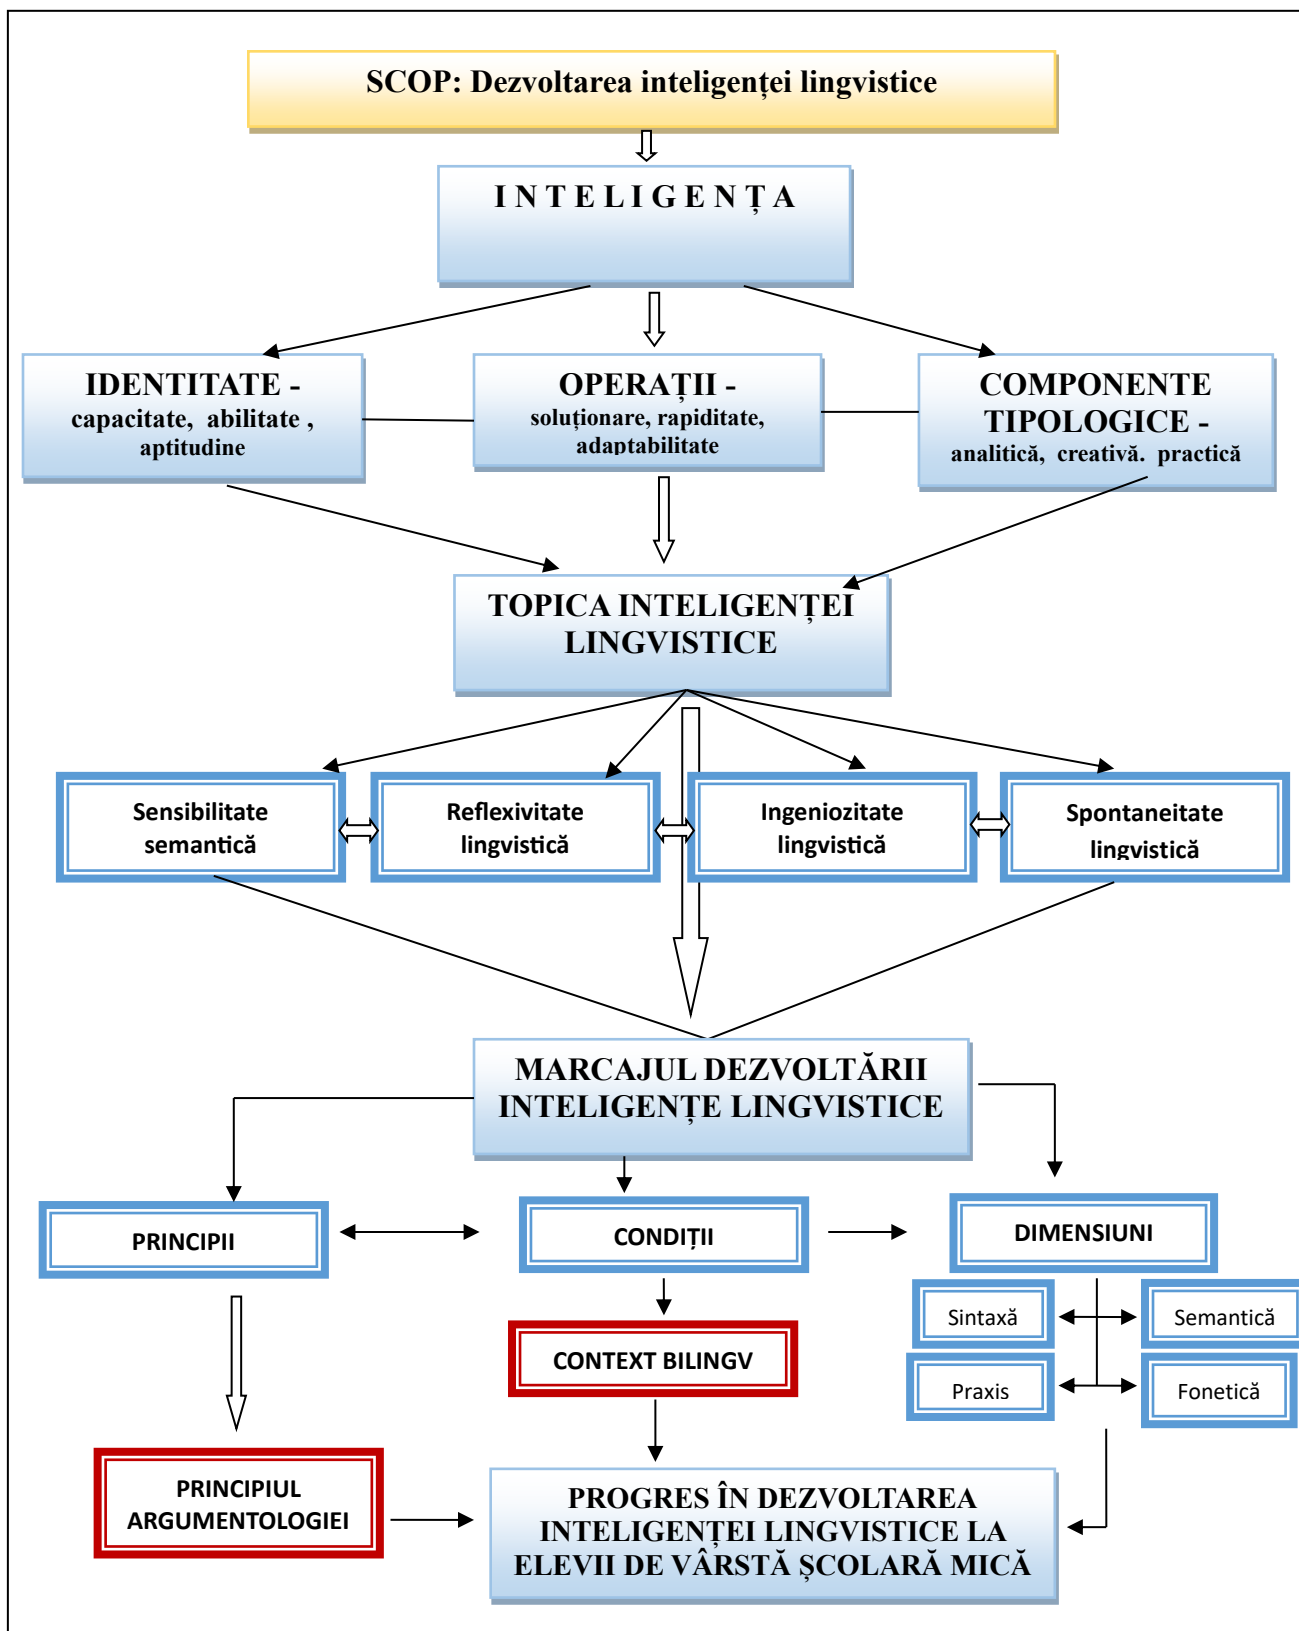 SCOP: Dezvoltarea inteligenței lingvistice
I N T E L I G E N Ț A
IDENTITATE -
capacitate, abilitate ,
aptitudine
OPERAȚII -
soluționare, rapiditate,
adaptabilitate
COMPONENTE
TIPOLOGICE -
analitică, creativă. practică
TOPICA INTELIGENȚEI
LINGVISTICE
Sensibilitate
semantică
Reflexivitate
lingvistică
Ingeniozitate
lingvistică
Spontaneitate
lingvistică
MARCAJUL DEZVOLTĂRII
INTELIGENȚE LINGVISTICE
PRINCIPII
CONDIȚII
DIMENSIUNI
Sintaxă
Semantică
Praxis
Fonetică
CONTEXT BILINGV
PRINCIPIUL
ARGUMENTOLOGIEI
PROGRES ÎN DEZVOLTAREA
INTELIGENȚEI LINGVISTICE LA
ELEVII DE VÂRSTĂ ȘCOLARĂ MICĂ